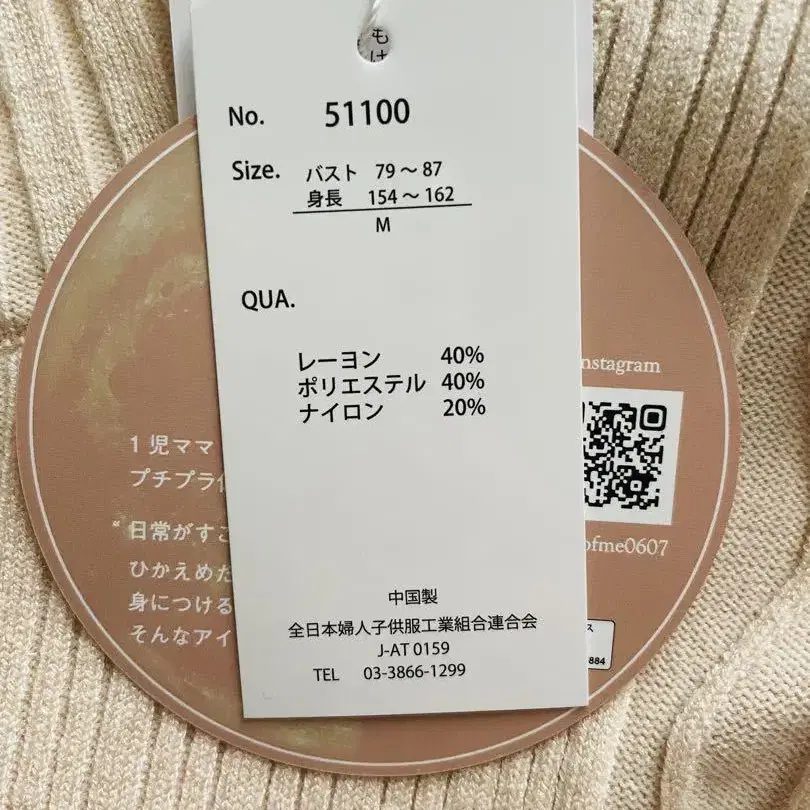 No. 51100
Size. バスト 79～87
身長 154～162
M
QUA.
レーヨン 40%
ポリエステル 40%
ナイロン 20%
中国製
全日本婦人子供服工業組合連合会
J-AT 0159
TEL 03-3866-1299
1児ママ
プチプラ
“日常がすこ
ひかえめだ
身につける
そんなアイ
nstagram
ofme0607
ス
884